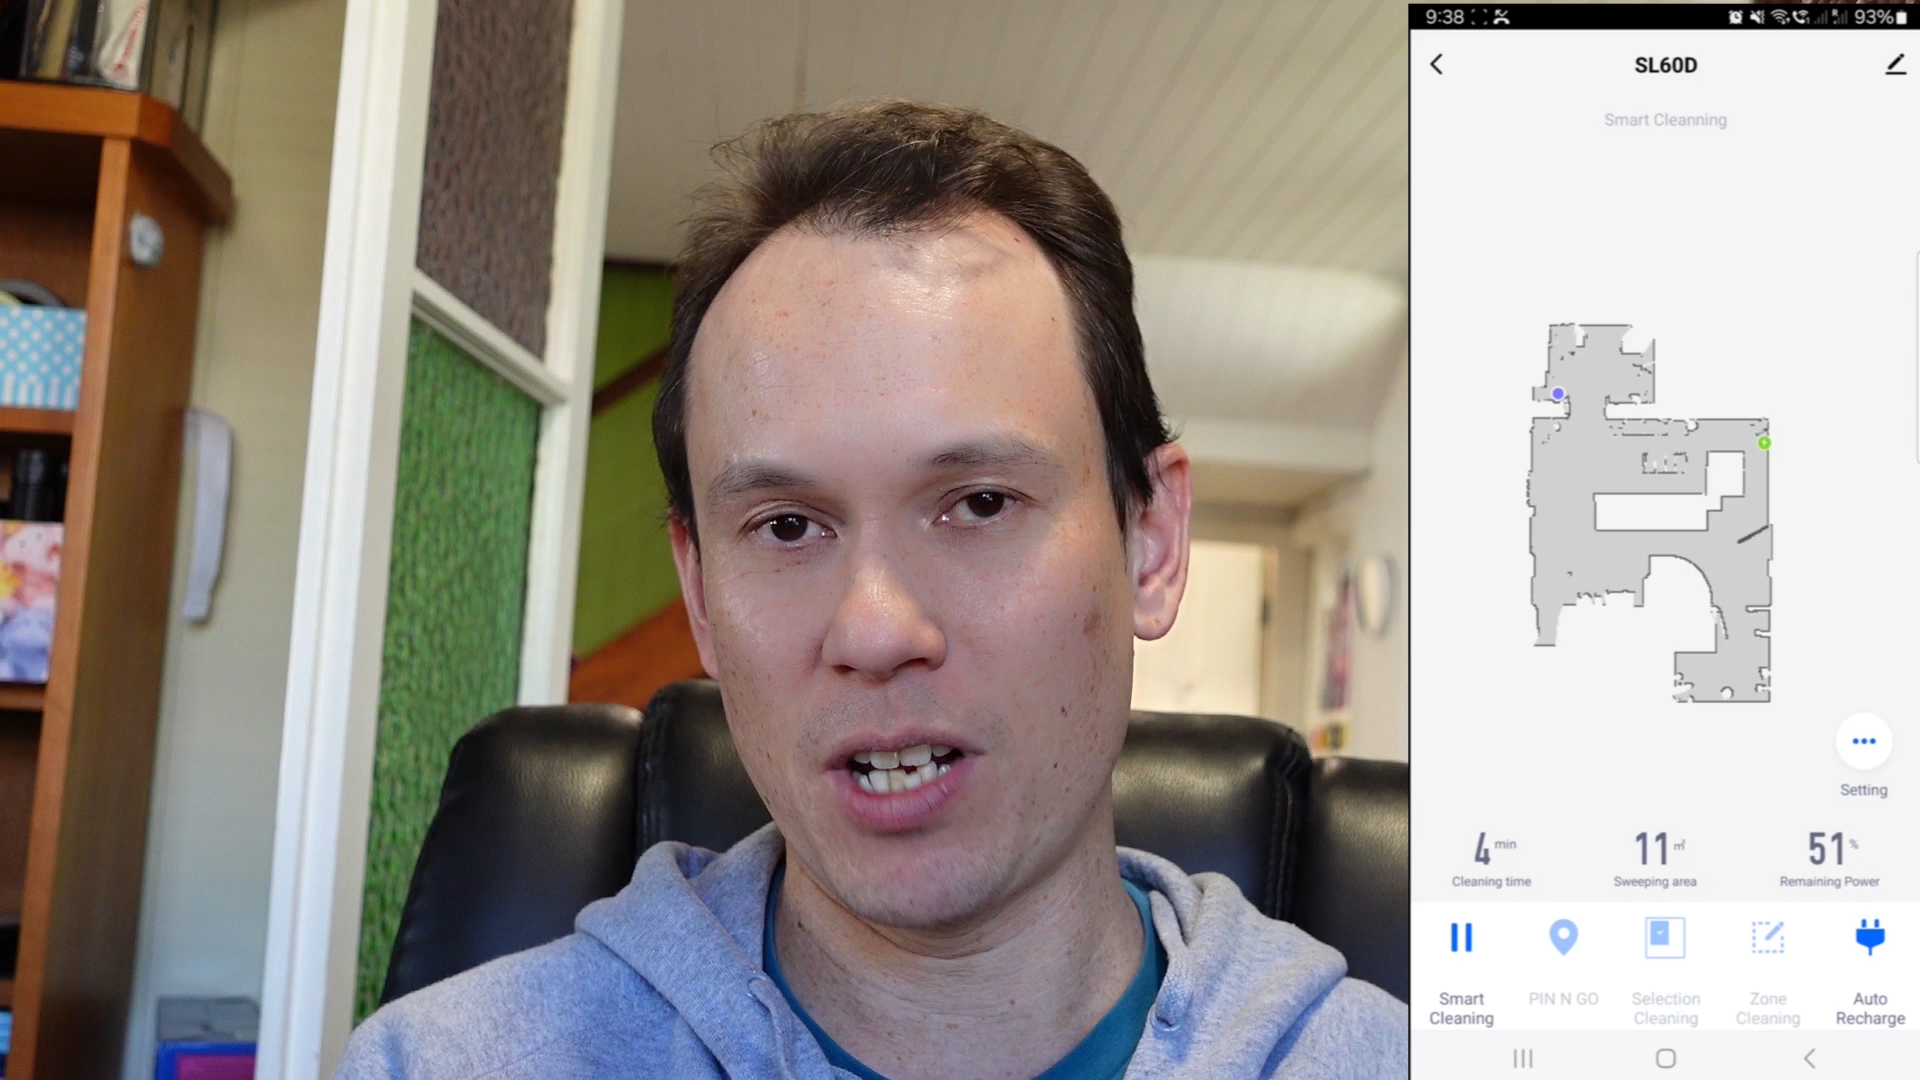 9:38
93%
SL60D
Smart Cleanning
Setting
4 min
11 ㎡
51 %
Cleaning time
Sweeping area
Remaining Power
Smart Cleaning
PIN N GO
Selection Cleaning
Zone Cleaning
Auto Recharge